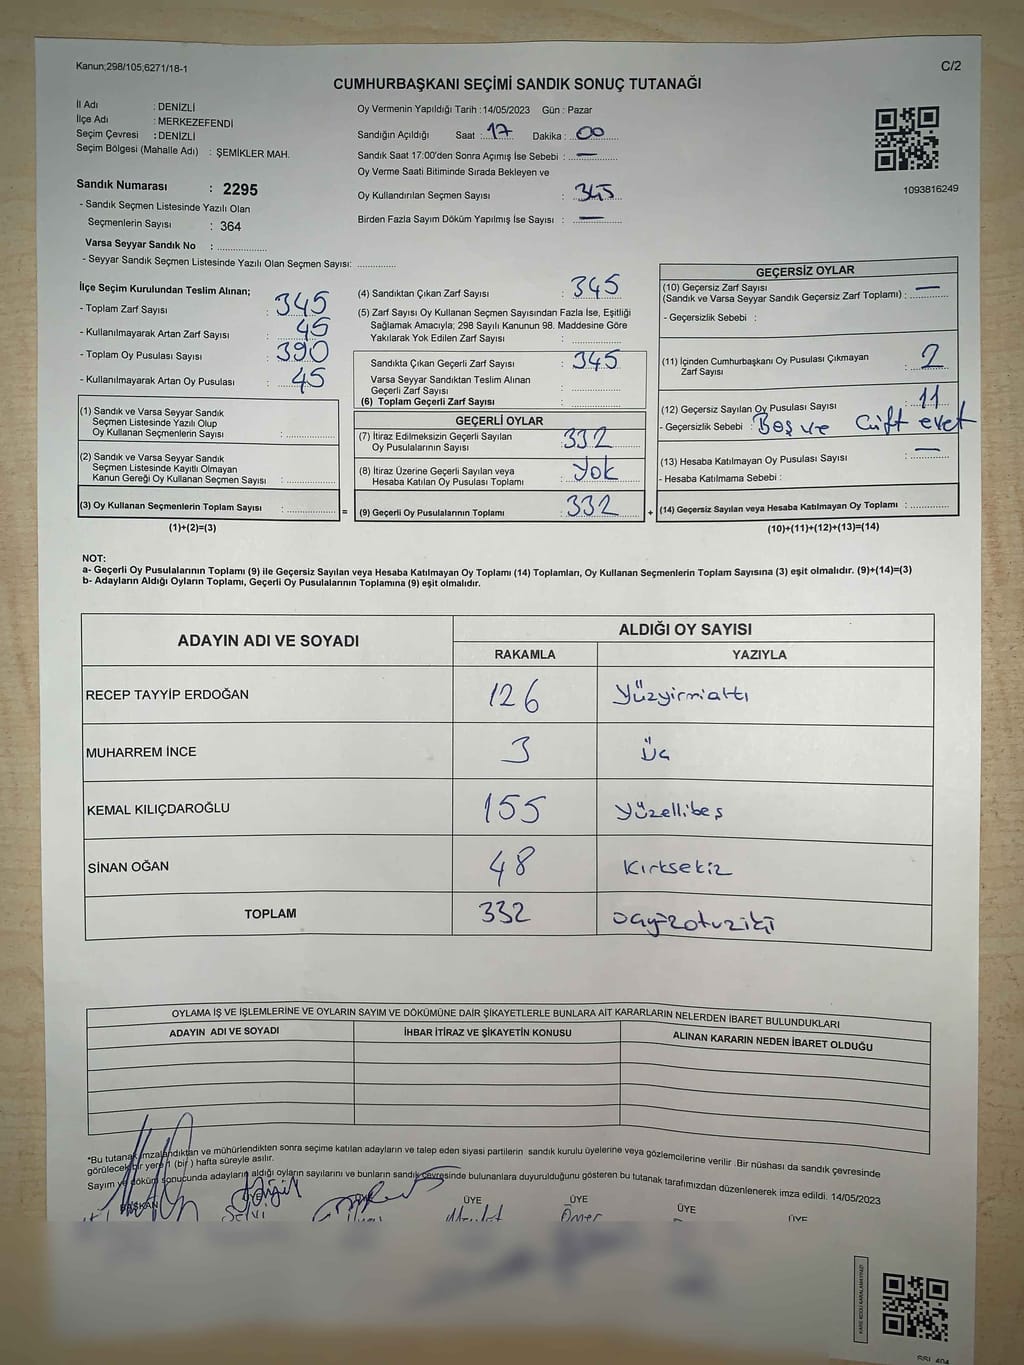 Kanun;298/105,6271/18-1
C/2
CUMHURBAŞKANI SEÇİMİ SANDIK SONUÇ TUTANAĞI
İl Adı : DENİZLİ
İlçe Adı : MERKEZEFENDİ
Seçim Çevresi : DENİZLİ
Seçim Bölgesi (Mahalle Adı) : ŞEMİKLER MAH.
Sandık Numarası : 2295
- Sandık Seçmen Listesinde Yazılı Olan
Seçmenlerin Sayısı : 364
Varsa Seyyar Sandık No : ..............
- Seyyar Sandık Seçmen Listesinde Yazılı Olan Seçmen Sayısı: ..............
Oy Vermenin Yapıldığı Tarih : 14/05/2023 Gün : Pazar
Sandığın Açıldığı Saat : 17 Dakika : 00
Sandık Saat 17:00'den Sonra Açımış İse Sebebi : —
Oy Verme Saati Bitiminde Sırada Bekleyen ve
Oy Kullandırılan Seçmen Sayısı : 345
Birden Fazla Sayım Döküm Yapılmış İse Sayısı : —
1093816249
İlçe Seçim Kurulundan Teslim Alınan;
- Toplam Zarf Sayısı : 345
- Kullanılmayarak Artan Zarf Sayısı : 45
- Toplam Oy Pusulası Sayısı : 390
- Kullanılmayarak Artan Oy Pusulası : 45
(1) Sandık ve Varsa Seyyar Sandık
Seçmen Listesinde Yazılı Olup
Oy Kullanan Seçmenlerin Sayısı : ..............
(2) Sandık ve Varsa Seyyar Sandık
Seçmen Listesinde Kayıtlı Olmayan
Kanun Gereği Oy Kullanan Seçmen Sayısı : ..............
(3) Oy Kullanan Seçmenlerin Toplam Sayısı : ..............
(1)+(2)=(3)
=
(4) Sandıktan Çıkan Zarf Sayısı : 345
(5) Zarf Sayısı Oy Kullanan Seçmen Sayısından Fazla İse, Eşitliği
Sağlamak Amacıyla; 298 Sayılı Kanunun 98. Maddesine Göre
Yakılarak Yok Edilen Zarf Sayısı : ..............
Sandıkta Çıkan Geçerli Zarf Sayısı : 345
Varsa Seyyar Sandıktan Teslim Alınan
Geçerli Zarf Sayısı : ..............
(6) Toplam Geçerli Zarf Sayısı : ..............
GEÇERLİ OYLAR
(7) İtiraz Edilmeksizin Geçerli Sayılan
Oy Pusulalarının Sayısı : 332
(8) İtiraz Üzerine Geçerli Sayılan veya
Hesaba Katılan Oy Pusulası Toplamı : Yok
(9) Geçerli Oy Pusulalarının Toplamı : 332
+
GEÇERSİZ OYLAR
(10) Geçersiz Zarf Sayısı
(Sandık ve Varsa Seyyar Sandık Geçersiz Zarf Toplamı) : —
- Geçersizlik Sebebi :
(11) İçinden Cumhurbaşkanı Oy Pusulası Çıkmayan
Zarf Sayısı : 2
(12) Geçersiz Sayılan Oy Pusulası Sayısı : 11
- Geçersizlik Sebebi : Boş ve Çift evet
(13) Hesaba Katılmayan Oy Pusulası Sayısı : —
- Hesaba Katılmama Sebebi :
(14) Geçersiz Sayılan veya Hesaba Katılmayan Oy Toplamı : ..............
(10)+(11)+(12)+(13)=(14)
NOT:
a- Geçerli Oy Pusulalarının Toplamı (9) ile Geçersiz Sayılan veya Hesaba Katılmayan Oy Toplamı (14) Toplamları, Oy Kullanan Seçmenlerin Toplam Sayısına (3) eşit olmalıdır. (9)+(14)=(3)
b- Adayların Aldığı Oyların Toplamı, Geçerli Oy Pusulalarının Toplamına (9) eşit olmalıdır.
ADAYIN ADI VE SOYADI
ALDIĞI OY SAYISI
RAKAMLA YAZIYLA
RECEP TAYYİP ERDOĞAN 126 Yüzyirmialtı
MUHARREM İNCE 3 Üç
KEMAL KILIÇDAROĞLU 155 Yüzellibeş
SİNAN OĞAN 48 Kırksekiz
TOPLAM 332 üçyüzotuziki
OYLAMA İŞ VE İŞLEMLERİNE VE OYLARIN SAYIM VE DÖKÜMÜNE DAİR ŞİKAYETLERLE BUNLARA AİT KARARLARIN NELERDEN İBARET BULUNDUKLARI
ADAYIN ADI VE SOYADI İHBAR İTİRAZ VE ŞİKAYETİN KONUSU ALINAN KARARIN NEDEN İBARET OLDUĞU
*Bu tutanak imzalandıktan ve mühürlendikten sonra seçime katılan adayların ve talep eden siyasi partilerin sandık kurulu üyelerine veya gözlemcilerine verilir .Bir nüshası da sandık çevresinde
görülecek bir yere 1 (bir ) hafta süreyle asılır.
Sayım ve döküm sonucunda adayların aldığı oyların sayılarını ve bunların sandık çevresinde bulunanlara duyurulduğunu gösteren bu tutanak tarafımızdan düzenlenerek imza edildi. 14/05/2023
BAŞKAN ÜYE ÜYE ÜYE ÜYE
Ömer